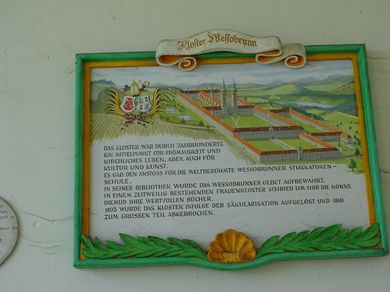 Kloster Wessobrunn
DAS KLOSTER WAR DURCH JAHRHUNDERTE
EIN MITTELPUNKT FÜR FRÖMMIGKEIT UND
KIRCHLICHES LEBEN, ABER AUCH FÜR
KULTUR UND KUNST.
ES GAB DEN ANSTOSS FÜR DIE WELTBERÜHMTE WESSOBRUNNER STUKKATOREN-
SCHULE.
IN SEINER BIBLIOTHEK WURDE DAS WESSOBRUNNER GEBET AUFBEWAHRT.
IN EINEM ZEITWEILIG BESTEHENDEN FRAUENKLOSTER SCHRIEB UM 1100 DIE NONNE
DIEMUD IHRE WERTVOLLEN BÜCHER.
1803 WURDE DAS KLOSTER INFOLGE DER SÄKULARISATION AUFGELÖST UND 1810
ZUM GROSSEN TEIL ABGEBROCHEN.